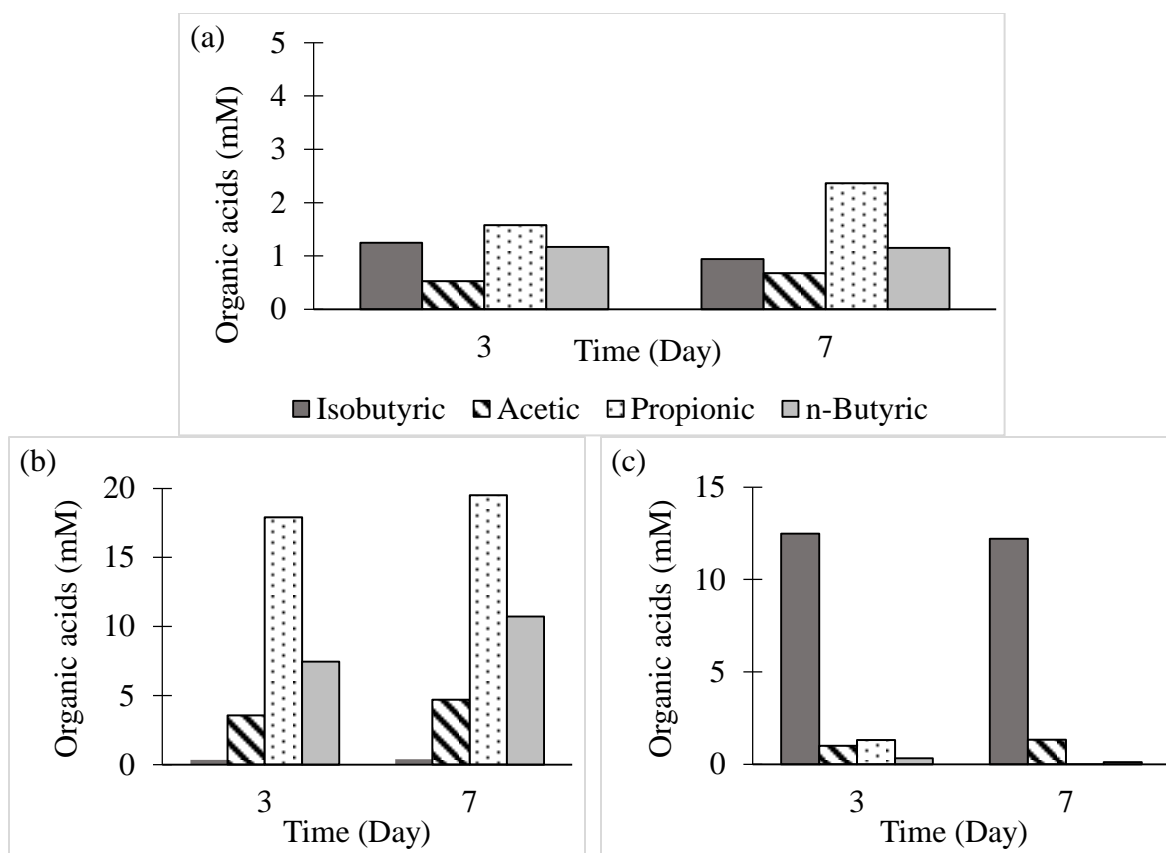 (a)
Organic acids (mM)
5
4
3
2
1
0
3
7
Time (Day)
Isobutyric Acetic Propionic n-Butyric
(b)
Organic acids (mM)
20
15
10
5
0
3
7
Time (Day)
(c)
Organic acids (mM)
15
10
5
0
3
7
Time (Day)